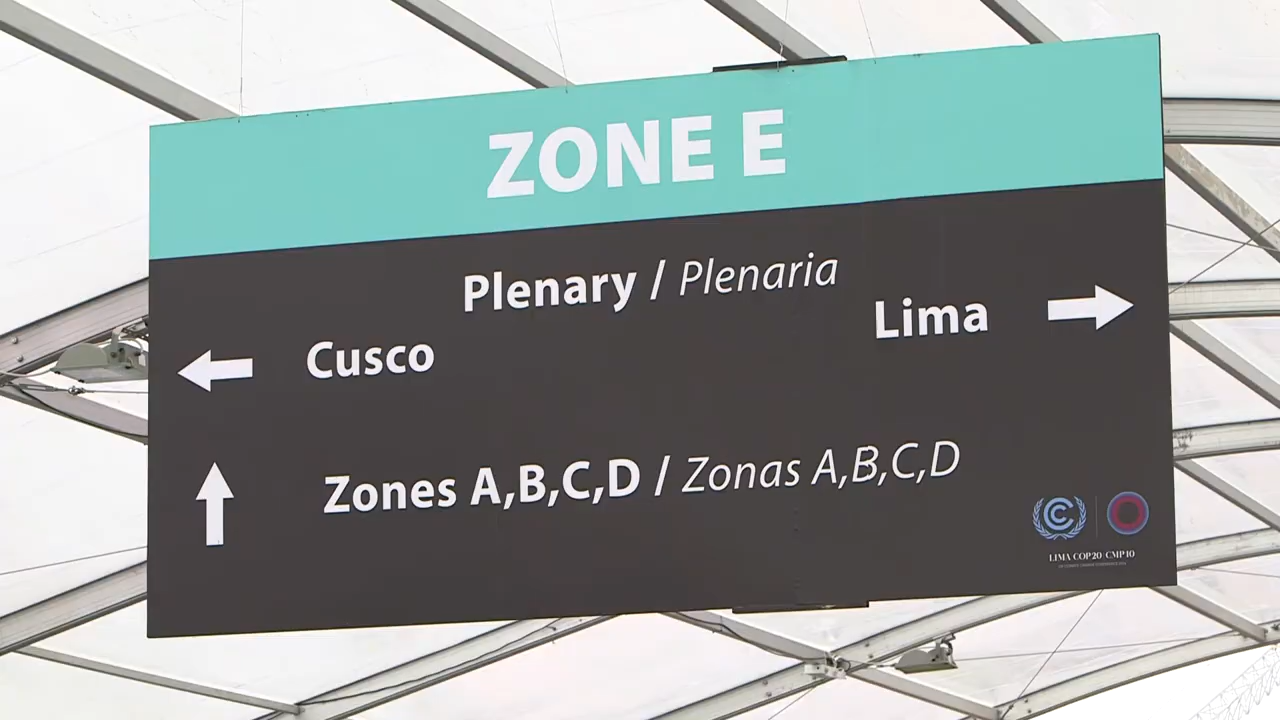 ZONE E
Plenary / Plenaria
Lima
Cusco
Zones A,B,C,D / Zonas A,B,C,D
LIMA COP20 CMP10